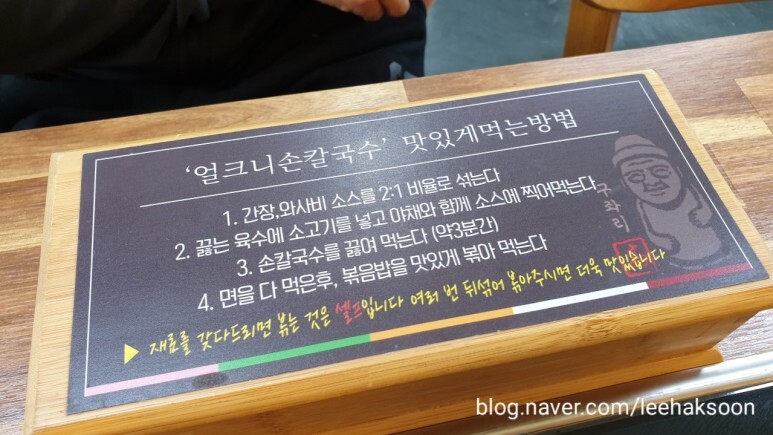 '얼크니손칼국수' 맛있게먹는방법
1. 간장,와사비 소스를 2:1 비율로 섞는다
2. 끓는 육수에 소고기를 넣고 야채와 함께 소스에 찍어먹는다
3. 손칼국수를 끓여 먹는다 (약3분간)
4. 면을 다 먹은후, 볶음밥을 맛있게 볶아 먹는다
▶ 재료를 갖다드리면 볶는 것은 셀프입니다 여러 번 뒤섞어 볶아주시면 더욱 맛있습니다
구좌리
blog.naver.com/leehaksoon